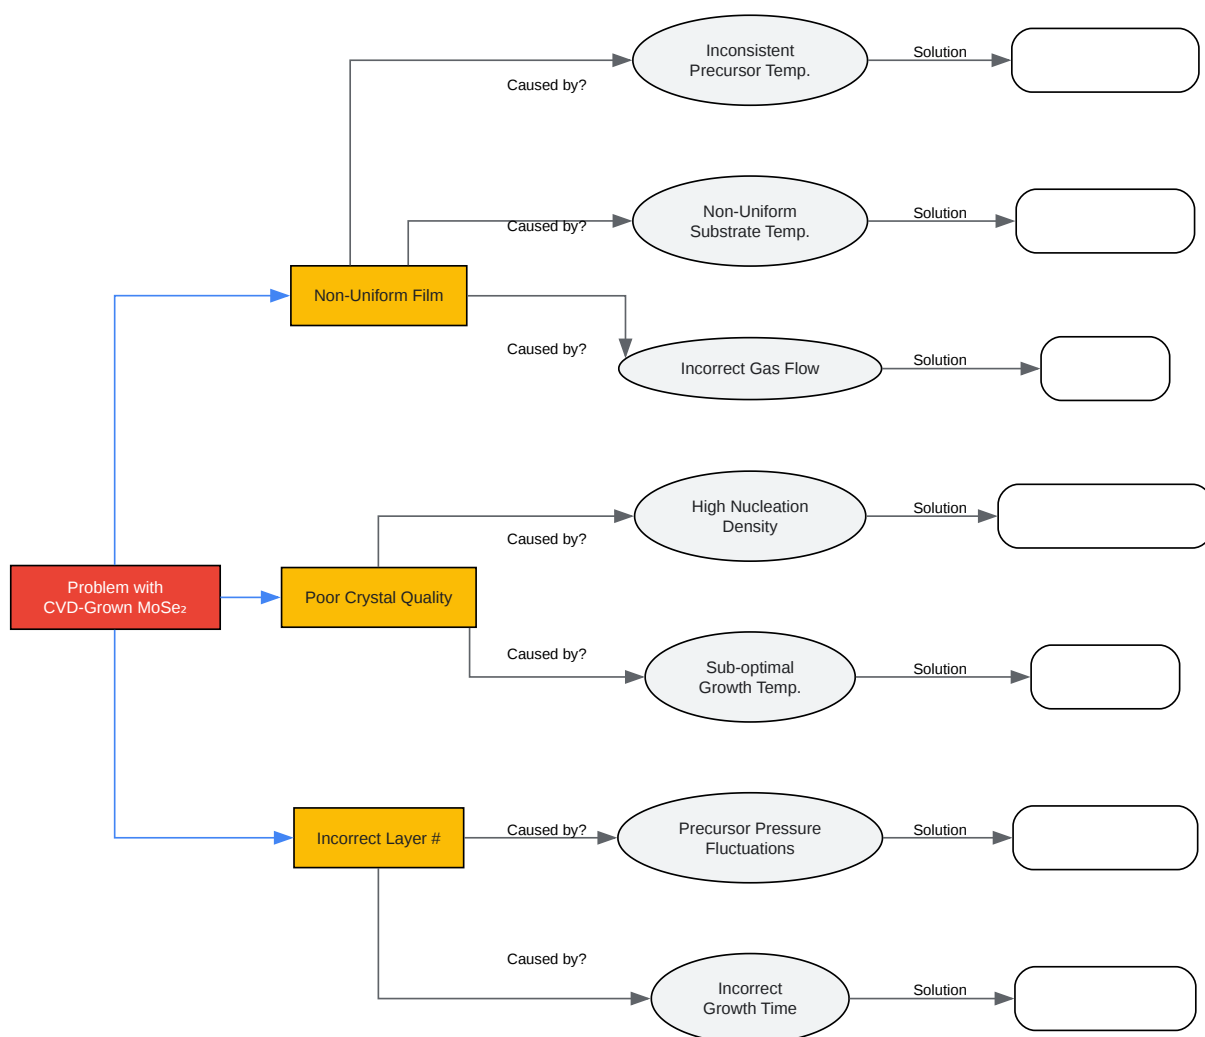 Inconsistent
Precursor Temp.
Solution
Caused by?
Non-Uniform
Substrate Temp.
Solution
Caused by?
Non-Uniform Film
Caused by?
Incorrect Gas Flow
Solution
High Nucleation
Density
Solution
Caused by?
Problem with
CVD-Grown MoSe₂
Poor Crystal Quality
Caused by?
Sub-optimal
Growth Temp.
Solution
Incorrect Layer #
Caused by?
Precursor Pressure
Fluctuations
Solution
Caused by?
Incorrect
Growth Time
Solution